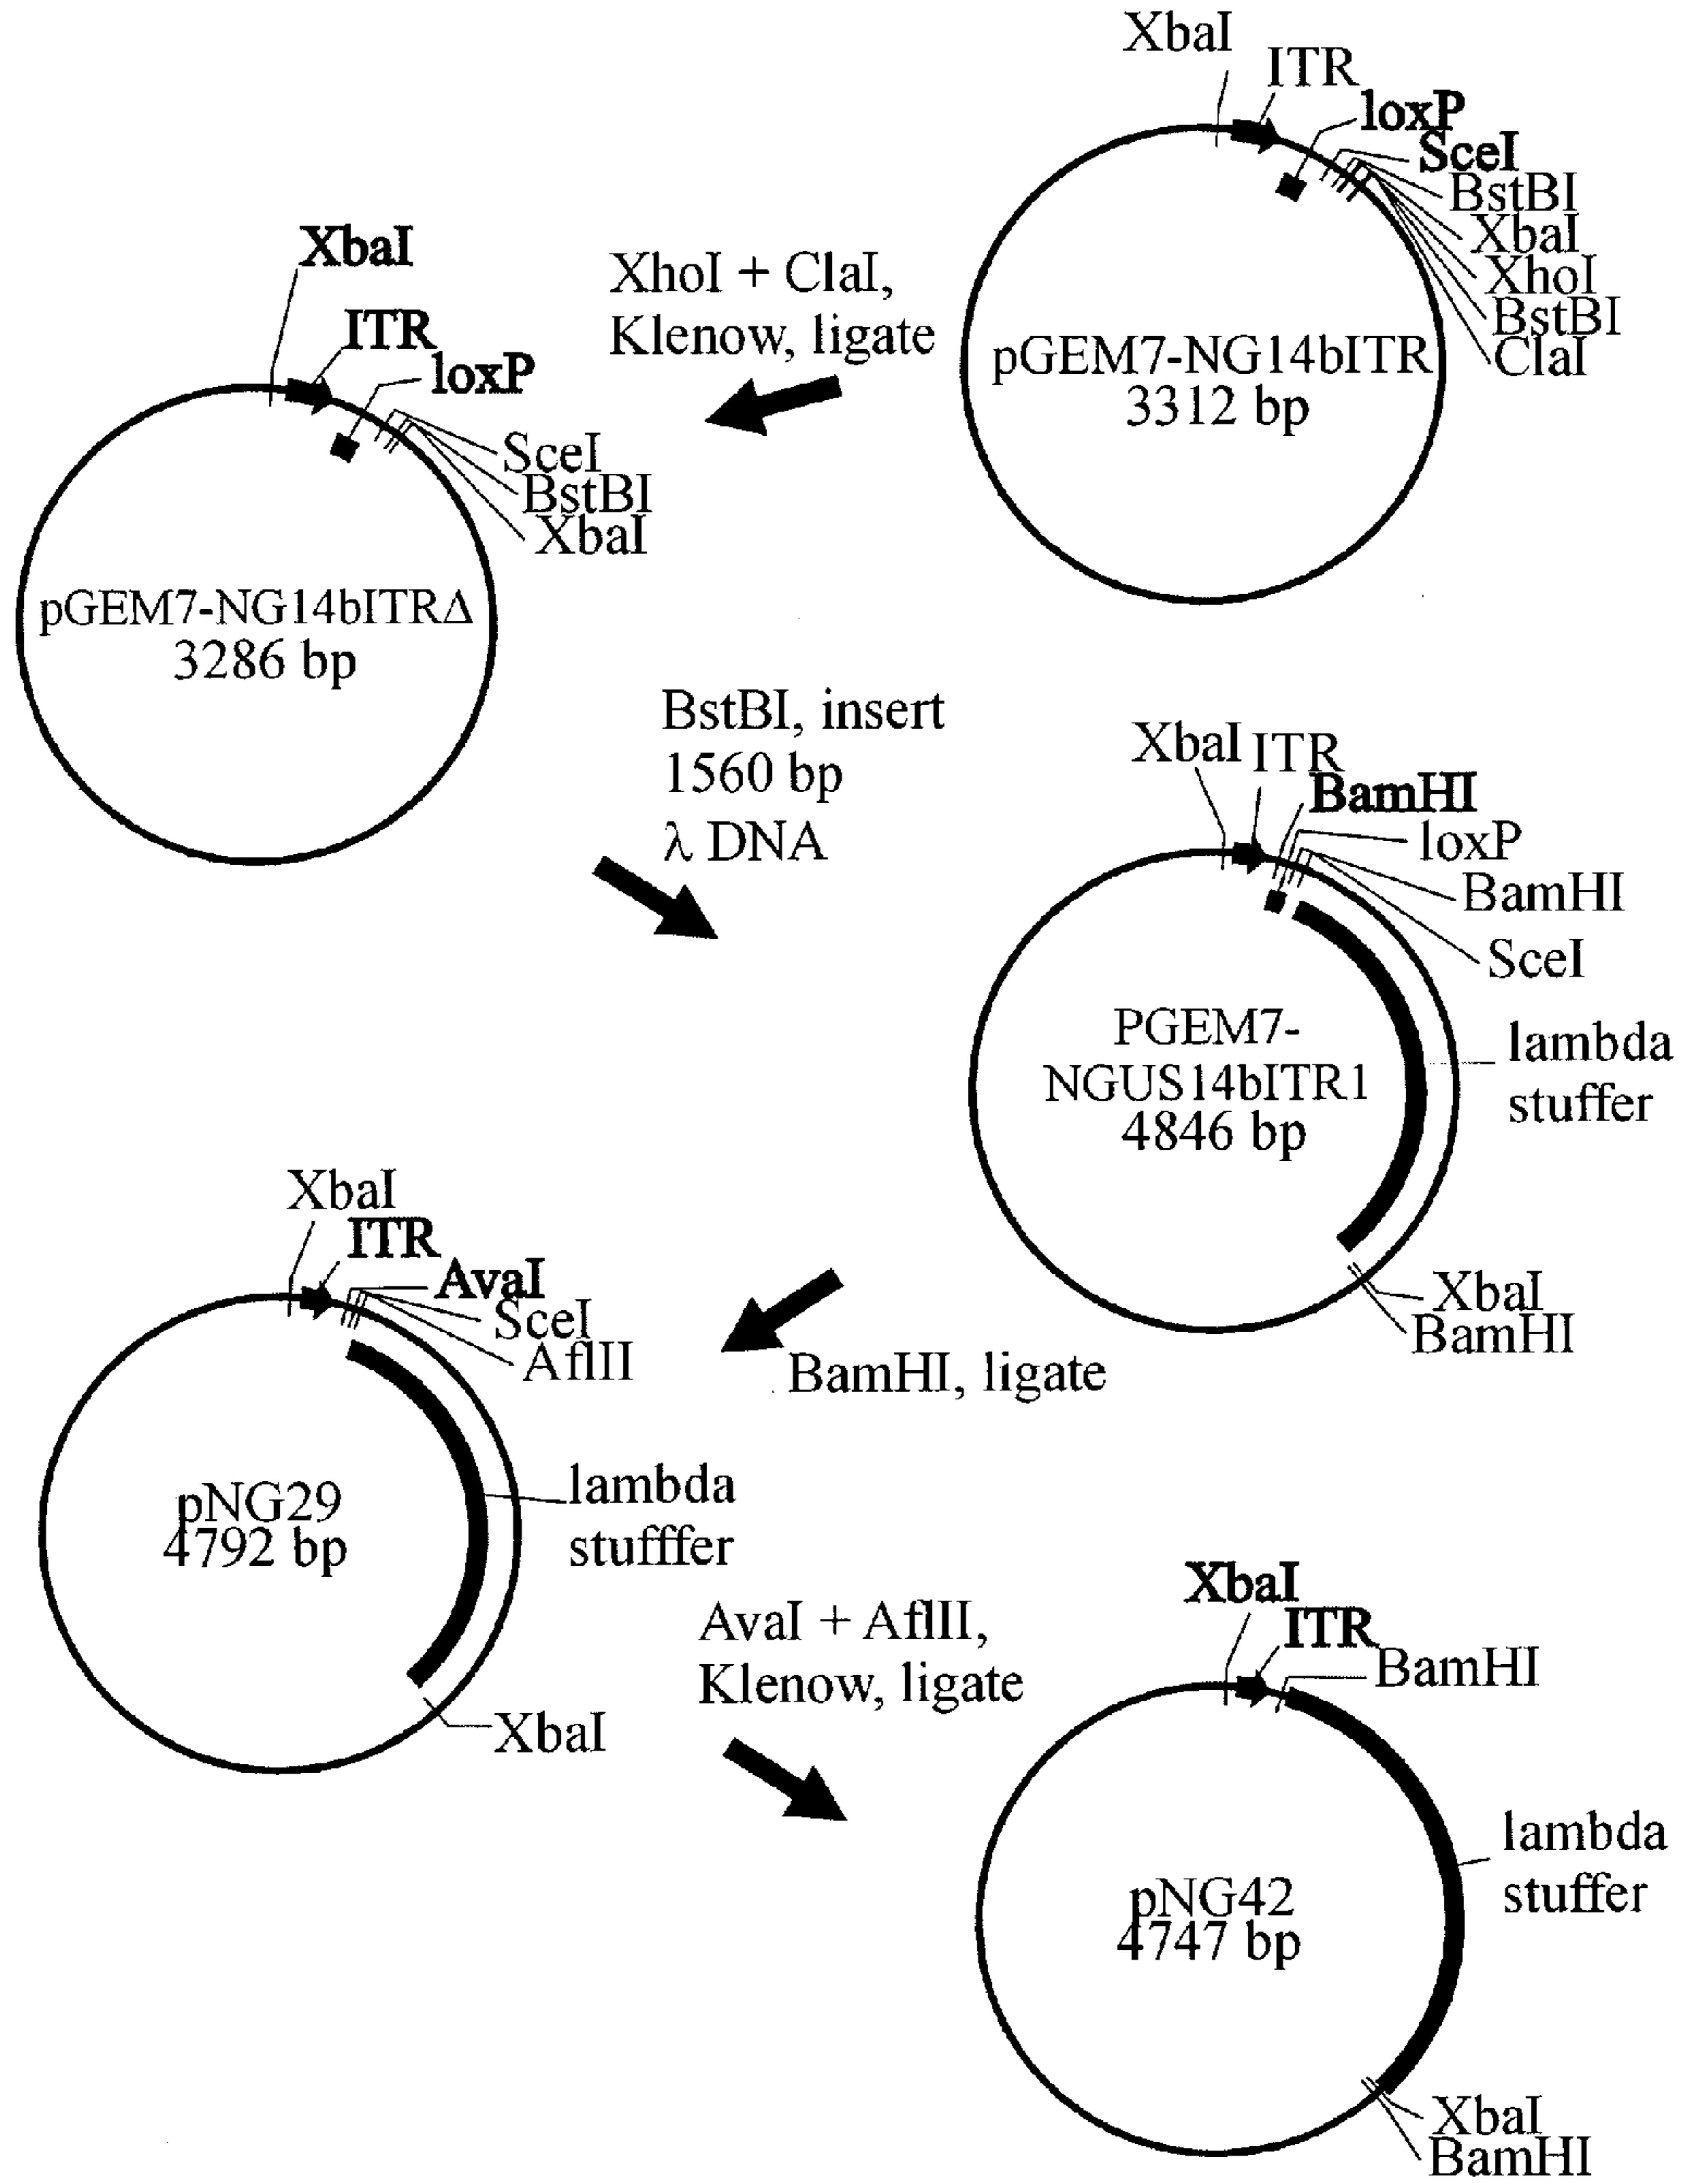 XbaI
ITR
loxP
SceI
BstBI
XbaI
XhoI
BstBI
ClaI
pGEM7-NG14bITR
3312 bp
XhoI + ClaI,
Klenow, ligate
XbaI
ITR
loxP
SceI
BstBI
XbaI
pGEM7-NG14bITRΔ
3286 bp
BstBI, insert
1560 bp
λ DNA
XbaI
ITR
BamHI
loxP
BamHI
SceI
PGEM7-
NGUS14bITR1
4846 bp
lambda
stuffer
XbaI
BamHI
BamHI, ligate
XbaI
ITR
AvaI
SceI
AflII
pNG29
4792 bp
lambda
stufffer
XbaI
AvaI + AflII,
Klenow, ligate
XbaI
ITR
BamHI
pNG42
4747 bp
lambda
stuffer
XbaI
BamHI